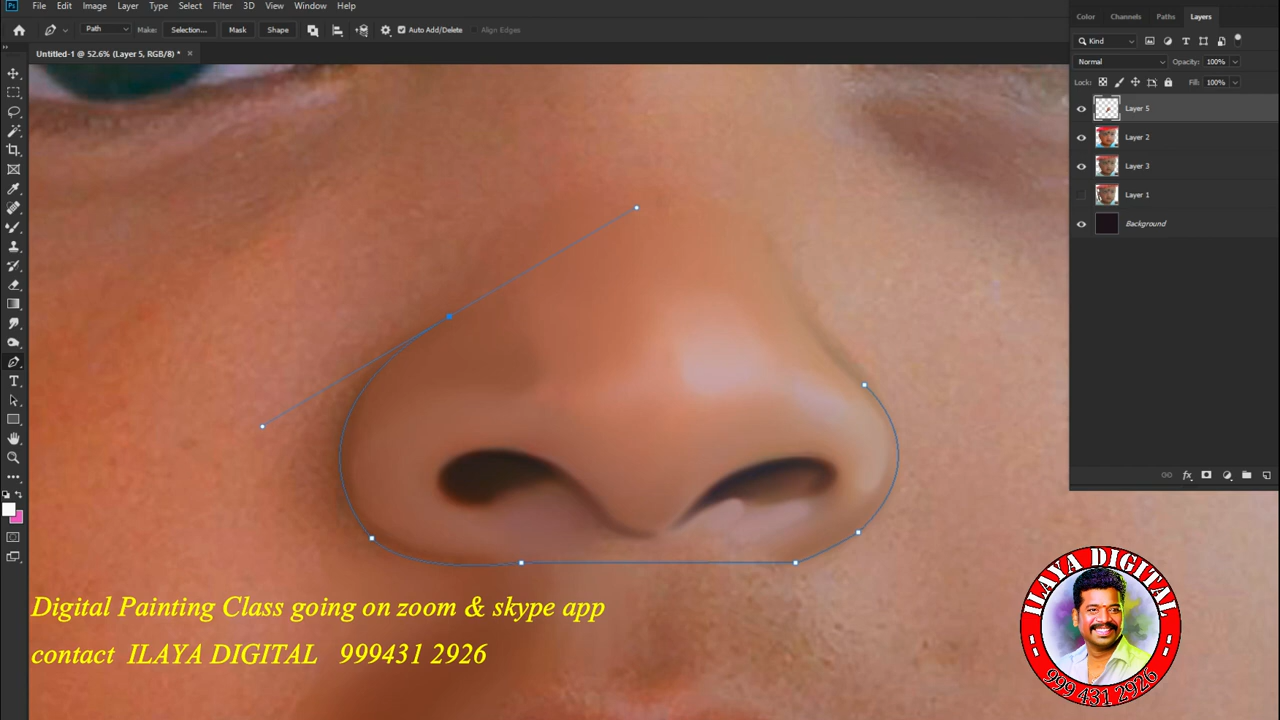 File Edit Image Layer Type Select Filter 3D View Window Help
Path Make: Selection... Mask Shape Auto Add/Delete Align Edges
Untitled-1 @ 52.6% (Layer 5, RGB/8) *
Color Channels Paths Layers
Kind
Normal Opacity: 100%
Lock: Fill: 100%
Layer 5
Layer 2
Layer 3
Layer 1
Background
fx
Digital Painting Class going on zoom & skype app
contact ILAYA DIGITAL 999431 2926
ILAYA DIGITAL
999 431 2926